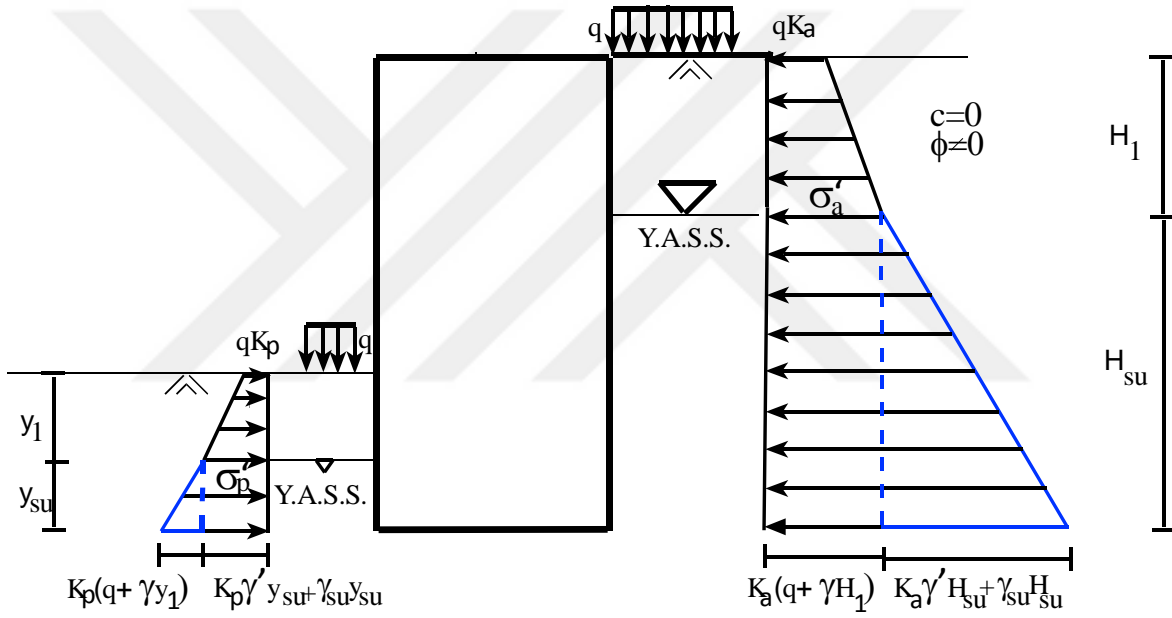 q
qKa
c=0
ϕ≠0
H1
σa'
Y.A.S.S.
qKp
q
Hsu
y1
σp'
Y.A.S.S.
ysu
Kp(q+ γy1)
Kpγ' ysu+γsuysu
Ka(q+ γH1)
Kaγ' Hsu+γsuHsu